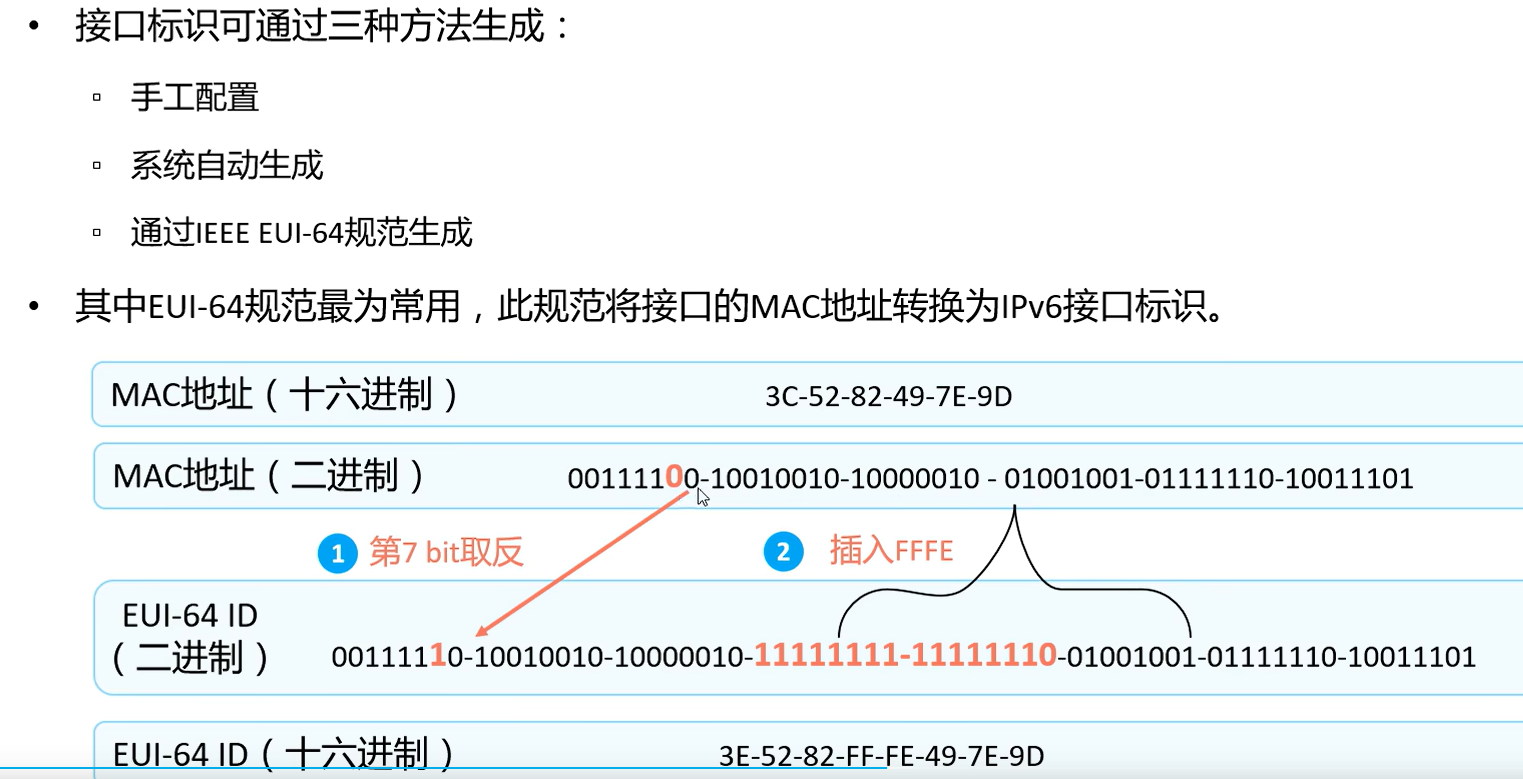 • 接口标识可通过三种方法生成：
▫ 手工配置
▫ 系统自动生成
▫ 通过IEEE EUI-64规范生成
• 其中EUI-64规范最为常用，此规范将接口的MAC地址转换为IPv6接口标识。
MAC地址（十六进制） 3C-52-82-49-7E-9D
MAC地址（二进制） 00111100-10010010-10000010 - 01001001-01111110-10011101
1 第7 bit取反 2 插入FFFE
EUI-64 ID
（二进制） 00111110-10010010-10000010-11111111-11111110-01001001-01111110-10011101
EUI-64 ID（十六进制） 3E-52-82-FF-FE-49-7E-9D